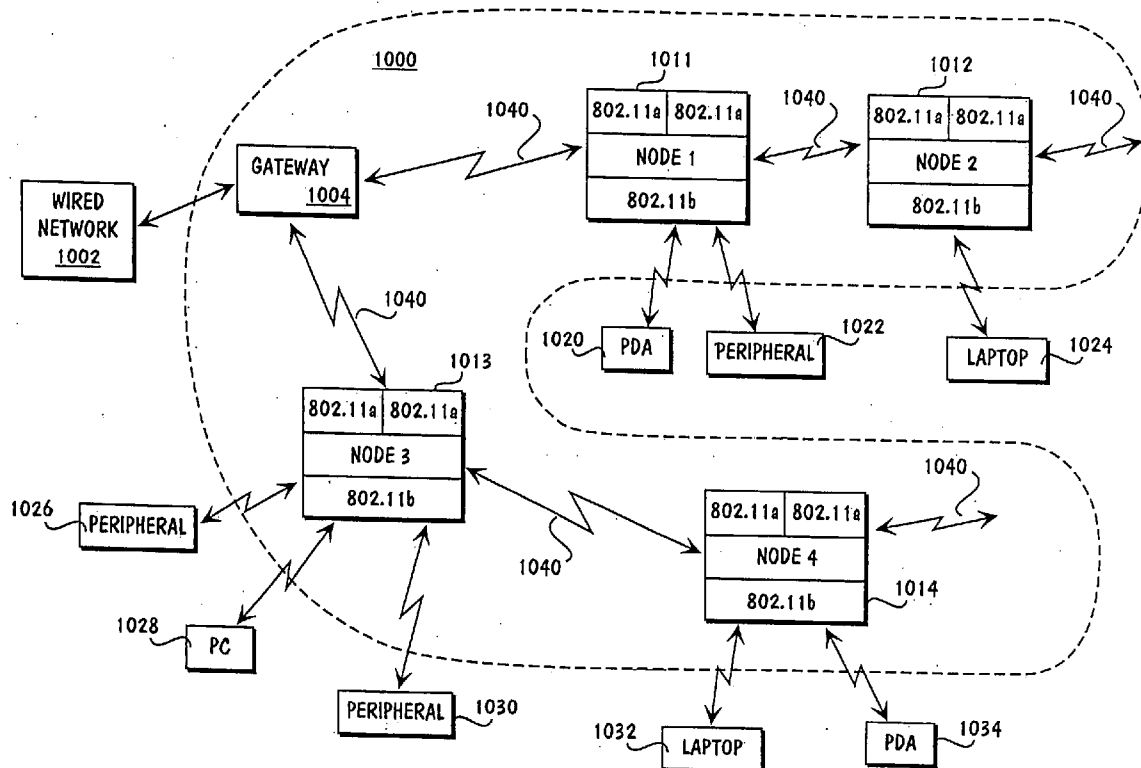 1000
1011
1012
802.11a 802.11a
NODE 1
802.11b
802.11a 802.11a
NODE 2
802.11b
1040
1040
1040
GATEWAY
1004
WIRED
NETWORK
1002
1040
1020
PDA
PERIPHERAL
1022
LAPTOP
1024
1013
802.11a 802.11a
NODE 3
802.11b
1026
PERIPHERAL
1028
PC
PERIPHERAL
1030
1040
802.11a 802.11a
NODE 4
802.11b
1014
1040
1032
LAPTOP
PDA
1034